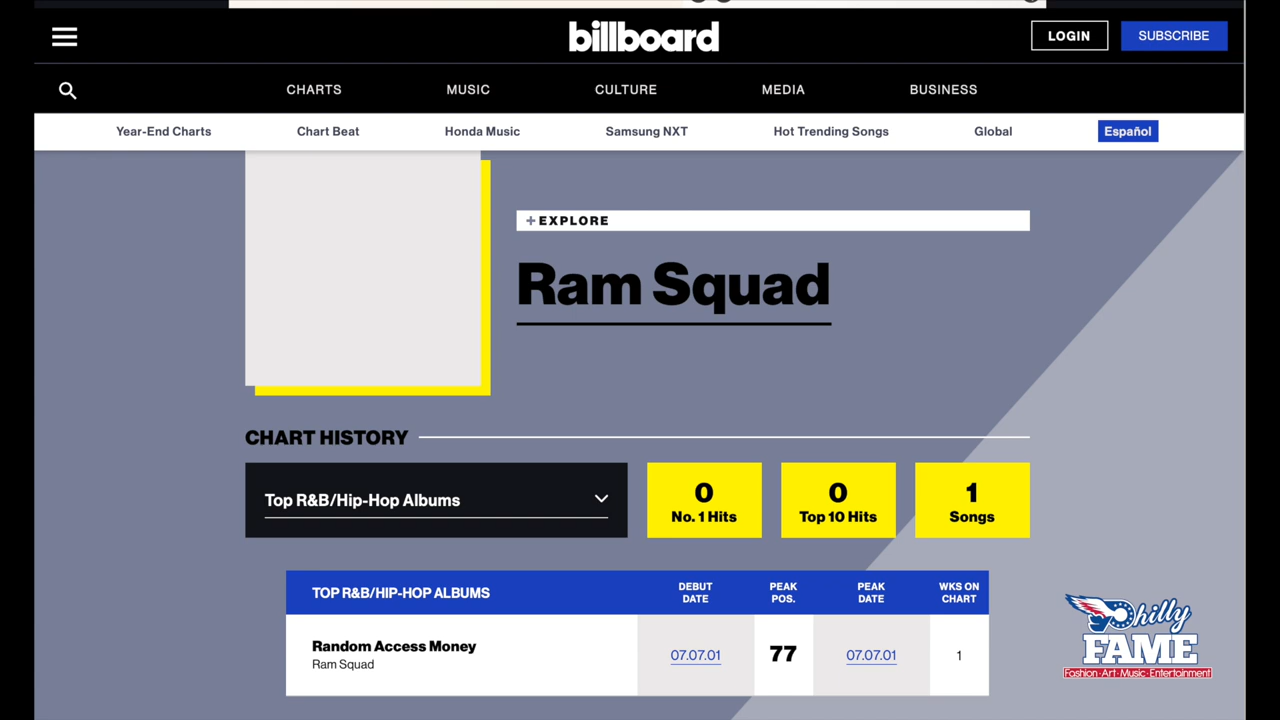 billboard
LOGIN
SUBSCRIBE
CHARTS
MUSIC
CULTURE
MEDIA
BUSINESS
Year-End Charts
Chart Beat
Honda Music
Samsung NXT
Hot Trending Songs
Global
Español
+EXPLORE
Ram Squad
CHART HISTORY
Top R&B/Hip-Hop Albums
0
No. 1 Hits
0
Top 10 Hits
1
Songs
TOP R&B/HIP-HOP ALBUMS
DEBUT
DATE
PEAK
POS.
PEAK
DATE
WKS ON
CHART
Random Access Money
Ram Squad
07.07.01
77
07.07.01
1
Philly
FAME
Fashion·Art·Music·Entertainment